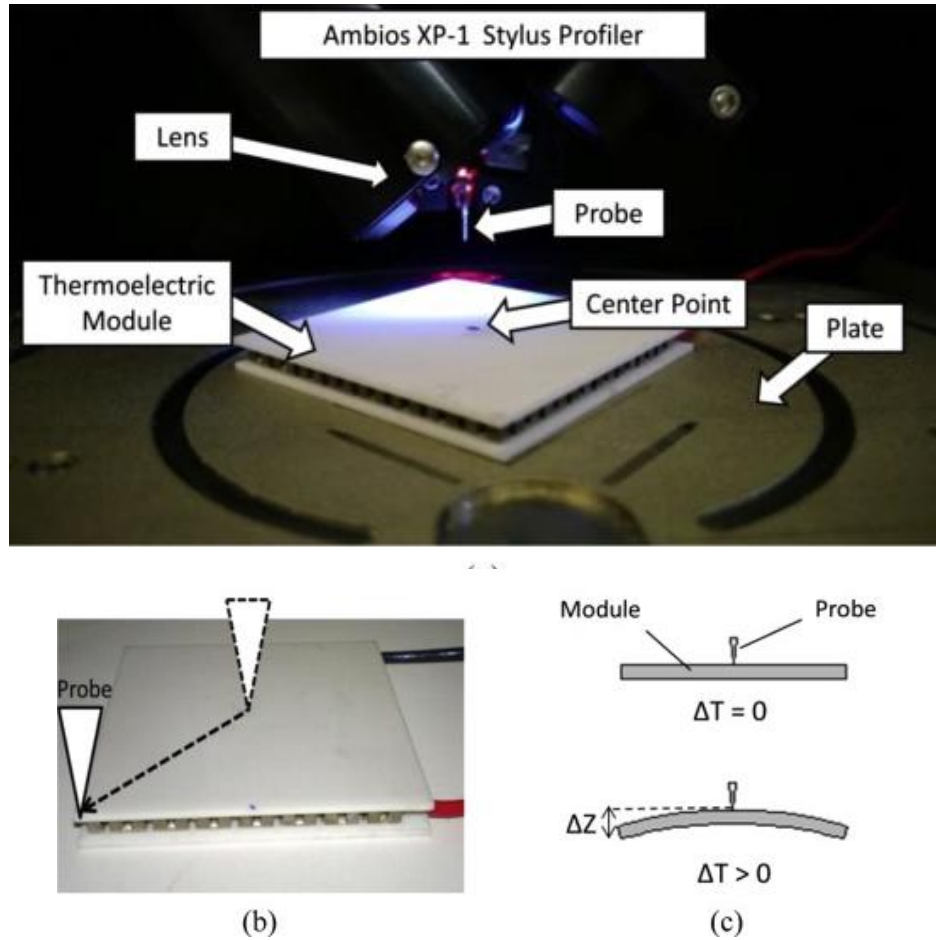 Ambios XP-1 Stylus Profiler
Lens
Probe
Thermoelectric
Module
Center Point
Plate
Probe
(b)
Module
Probe
ΔT = 0
ΔZ
ΔT > 0
(c)